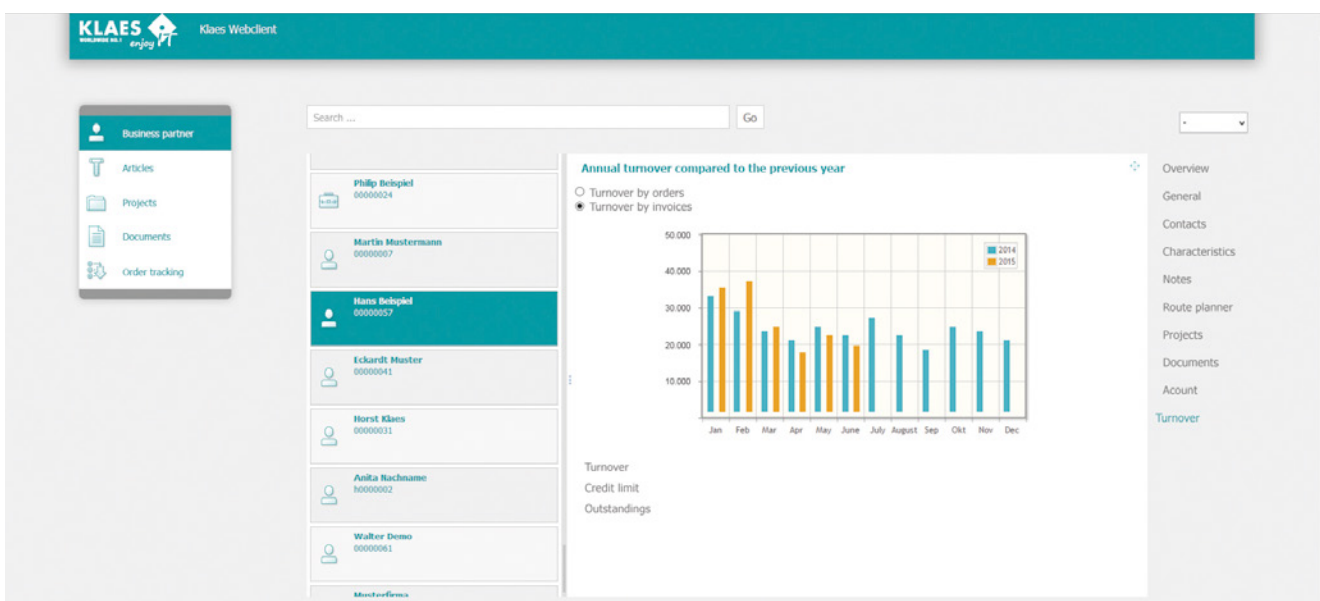 KLAES
WORLDWIDE NO. 1
enjoy IT
Klaes Webclient
Business partner
Articles
Projects
Documents
Order tracking
Search ...
Go
-
Philip Beispiel
00000024
Martin Mustermann
00000007
Hans Beispiel
00000057
Eckardt Muster
00000041
Horst Klaes
00000031
Anita Nachname
h0000002
Walter Demo
00000061
Musterfirma
Annual turnover compared to the previous year
Turnover by orders
Turnover by invoices
50.000
40.000
30.000
20.000
10.000
2014
2015
Jan Feb Mar Apr May June July August Sep Okt Nov Dec
Turnover
Credit limit
Outstandings
Overview
General
Contacts
Characteristics
Notes
Route planner
Projects
Documents
Acount
Turnover